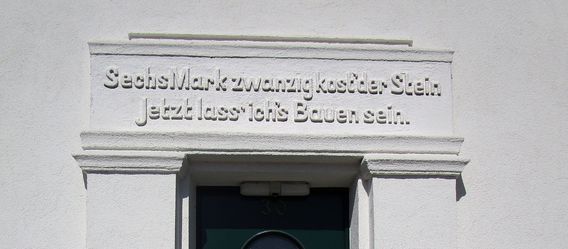 Sechs Mark zwanzig kost' der Stein
Jetzt lass' ich's Bauen sein.